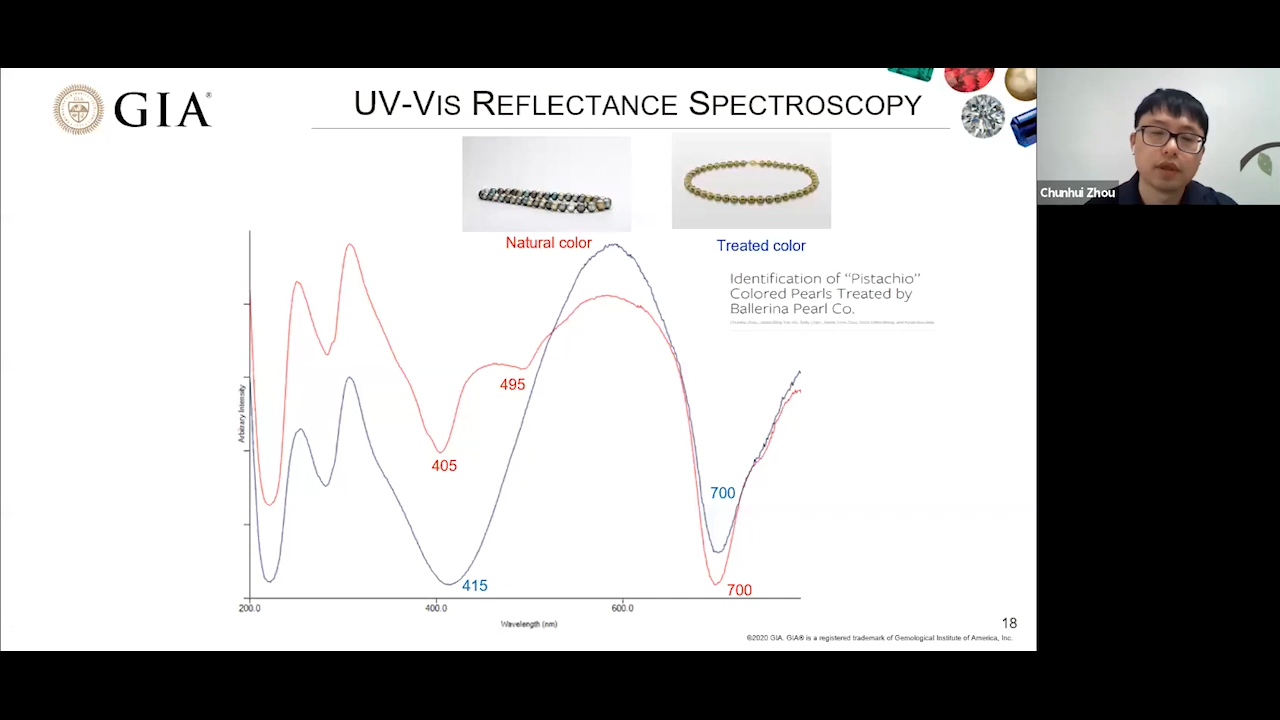 GIA®
UV-VIS REFLECTANCE SPECTROSCOPY
Chunhui Zhou
Natural color
Treated color
Identification of “Pistachio”
Colored Pearls Treated by
Ballerina Pearl Co.
495
405
415
700
700
Arbitrary Intensity
200.0
400.0
600.0
Wavelength (nm)
18
©2020 GIA. GIA® is a registered trademark of Gemological Institute of America, Inc.